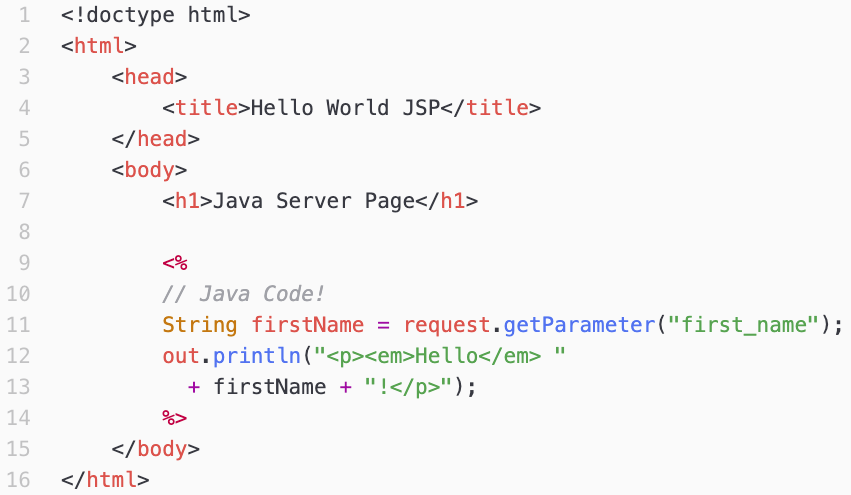 1 <!doctype html>
2 <html>
3     <head>
4         <title>Hello World JSP</title>
5     </head>
6     <body>
7         <h1>Java Server Page</h1>
8
9         <%
10         // Java Code!
11         String firstName = request.getParameter("first_name");
12         out.println("<p><em>Hello</em> "
13           + firstName + "!</p>");
14         %>
15     </body>
16 </html>